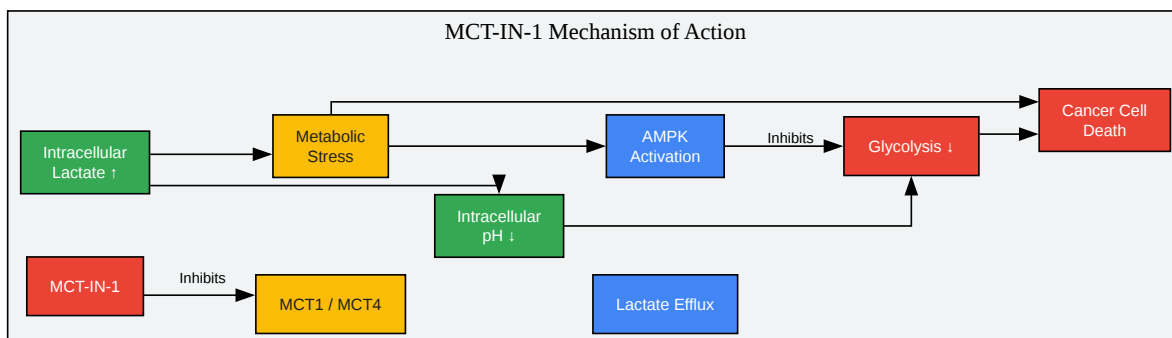 MCT-IN-1 Mechanism of Action
Intracellular
Lactate ↑
Metabolic
Stress
AMPK
Activation
Inhibits
Glycolysis ↓
Cancer Cell
Death
Intracellular
pH ↓
MCT-IN-1
Inhibits
MCT1 / MCT4
Lactate Efflux